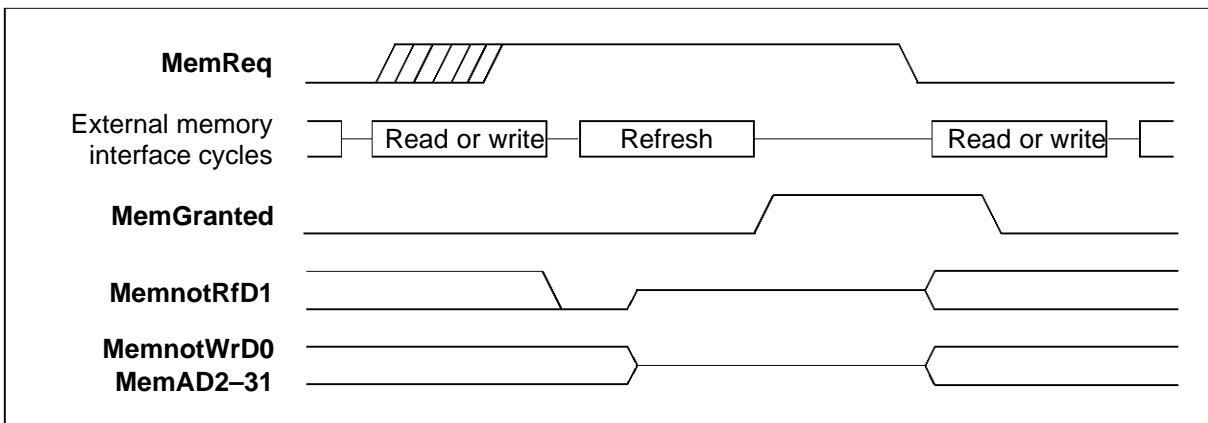 MemReq
External memory
interface cycles
Read or write
Refresh
Read or write
MemGranted
MemnotRfD1
MemnotWrD0
MemAD2–31